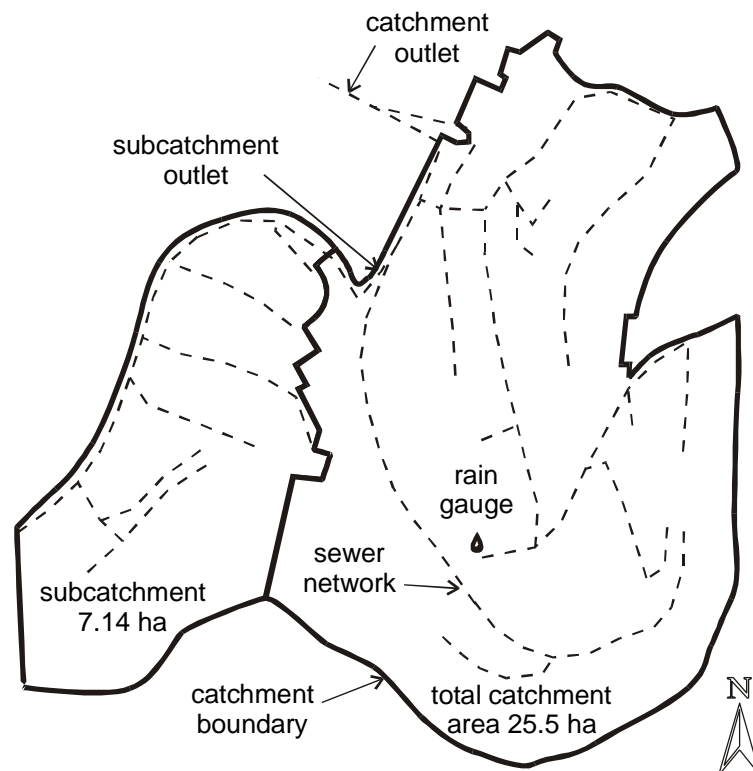 catchment
outlet
subcatchment
outlet
rain
gauge
sewer
network
subcatchment
7.14 ha
catchment
boundary
total catchment
area 25.5 ha
N